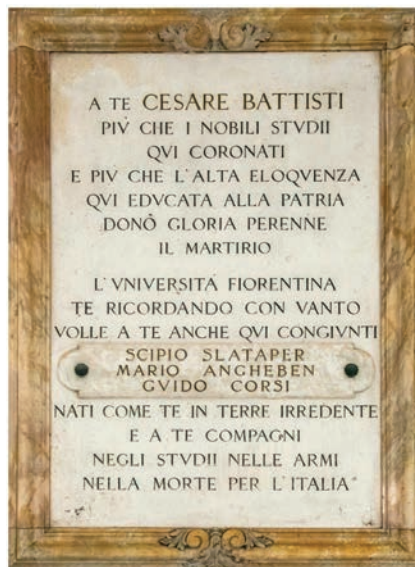 A TE CESARE BATTISTI
PIÙ CHE I NOBILI STVDII
QVI CORONATI
E PIV CHE L'ALTA ELOQVENZA
QVI EDVCATA ALLA PATRIA
DONÒ GLORIA PERENNE
IL MARTIRIO
L'VNIVERSITÀ FIORENTINA
TE RICORDANDO CON VANTO
VOLLE A TE ANCHE QVI CONGIVNTI
SCIPIO SLATAPER
MARIO ANGHEBEN
GVIDO CORSI
NATI COME TE IN TERRE IRREDENTE
E A TE COMPAGNI
NEGLI STVDII NELLE ARMI
NELLA MORTE PER L'ITALIA